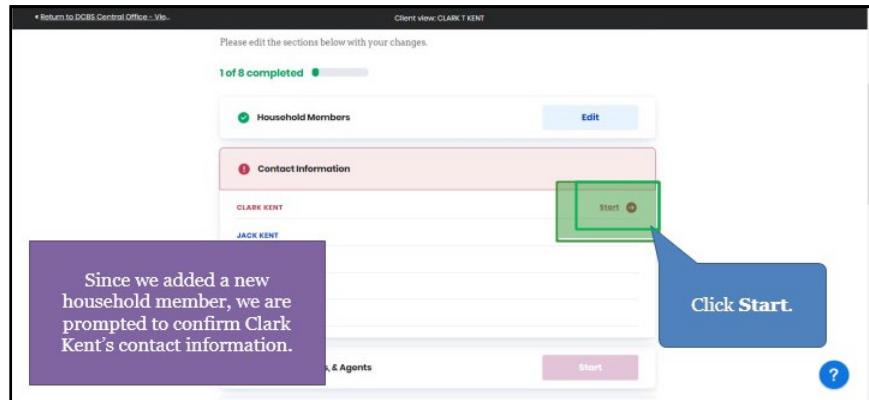 Return to DCBS Central Office - Vie..
Client view: CLARK T KENT
Please edit the sections below with your changes.
1 of 8 completed
Household Members
Edit
Contact Information
CLARK KENT
Start
JACK KENT
Since we added a new
household member, we are
prompted to confirm Clark
Kent's contact information.
Click Start.
s, & Agents
Start
?